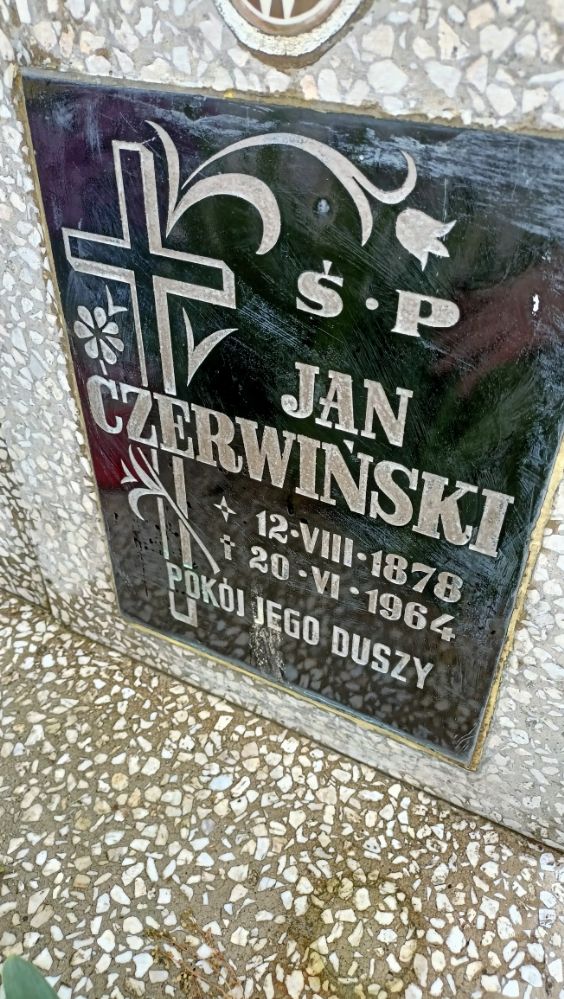 Ś·P
JAN
CZERWIŃSKI
12·VIII·1878
20·VI·1964
POKÓJ JEGO DUSZY